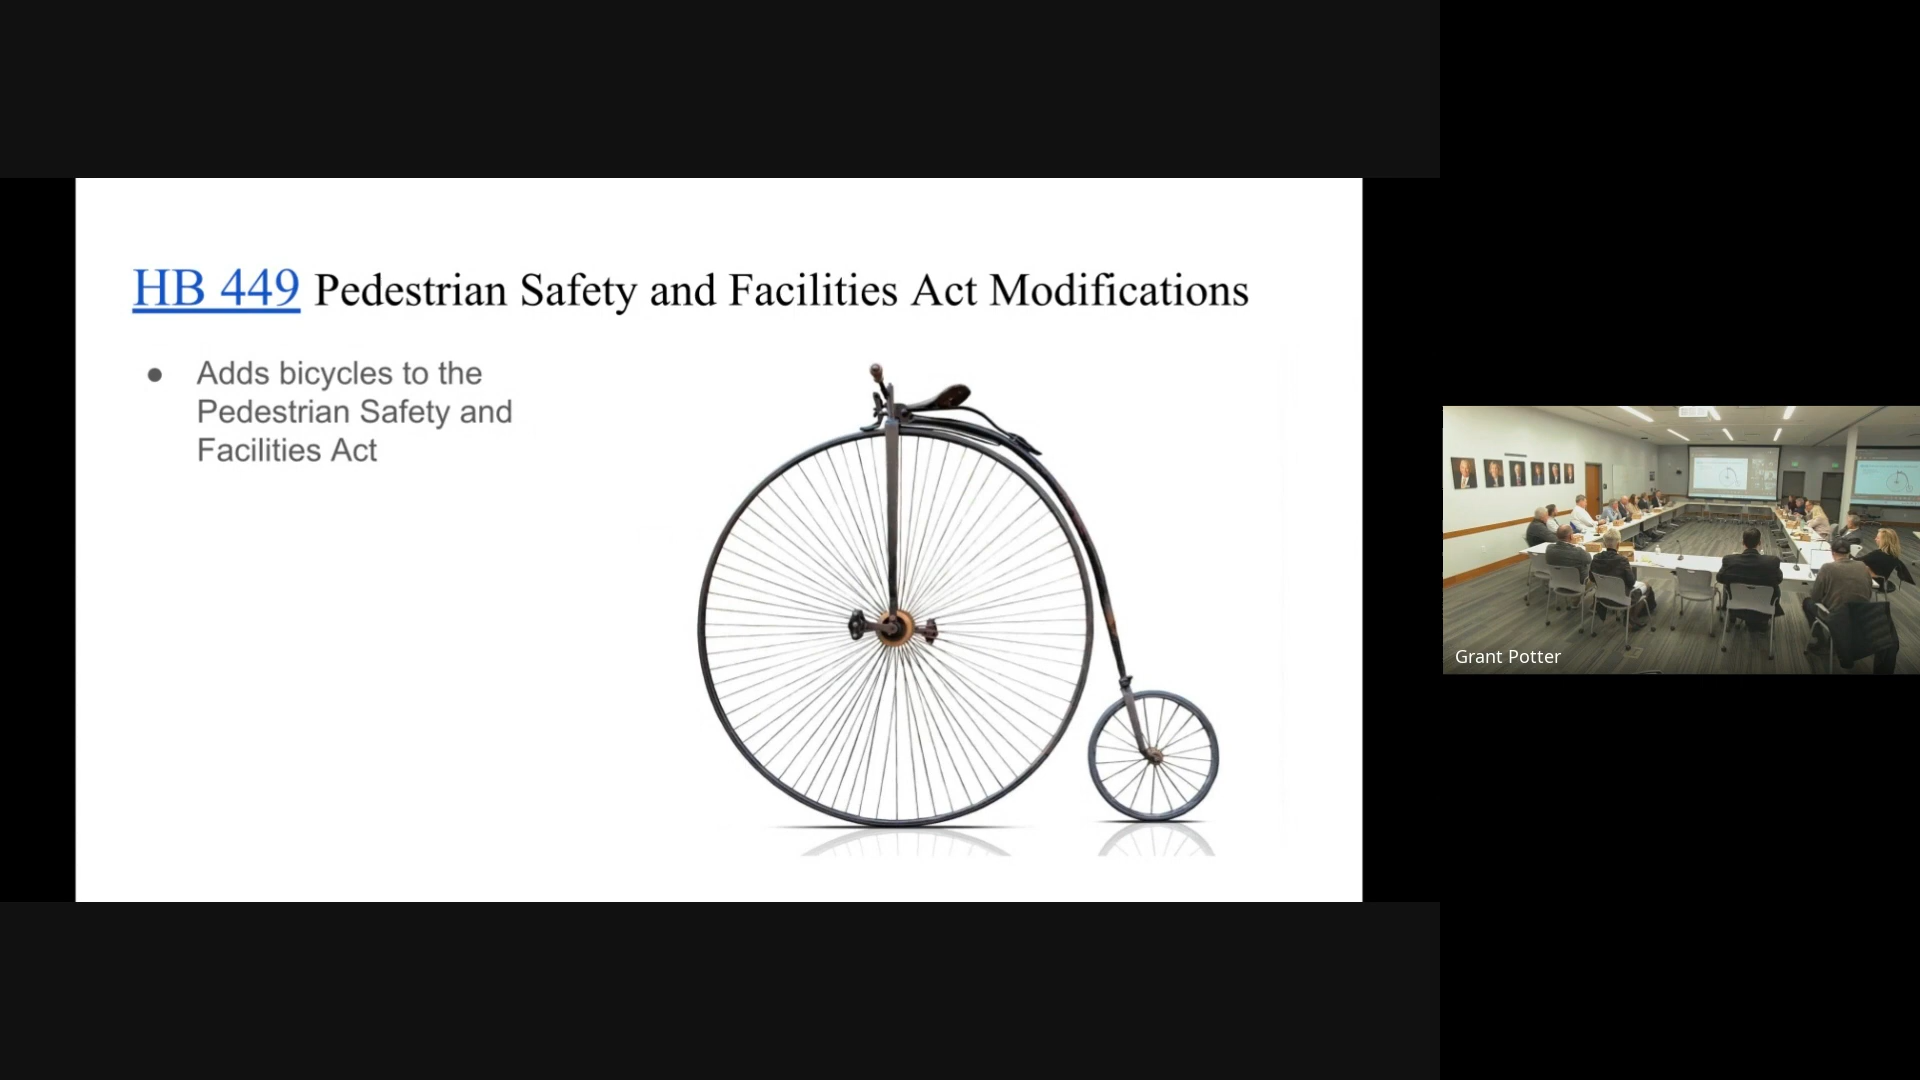 HB 449 Pedestrian Safety and Facilities Act Modifications
● Adds bicycles to the
Pedestrian Safety and
Facilities Act
Grant Potter